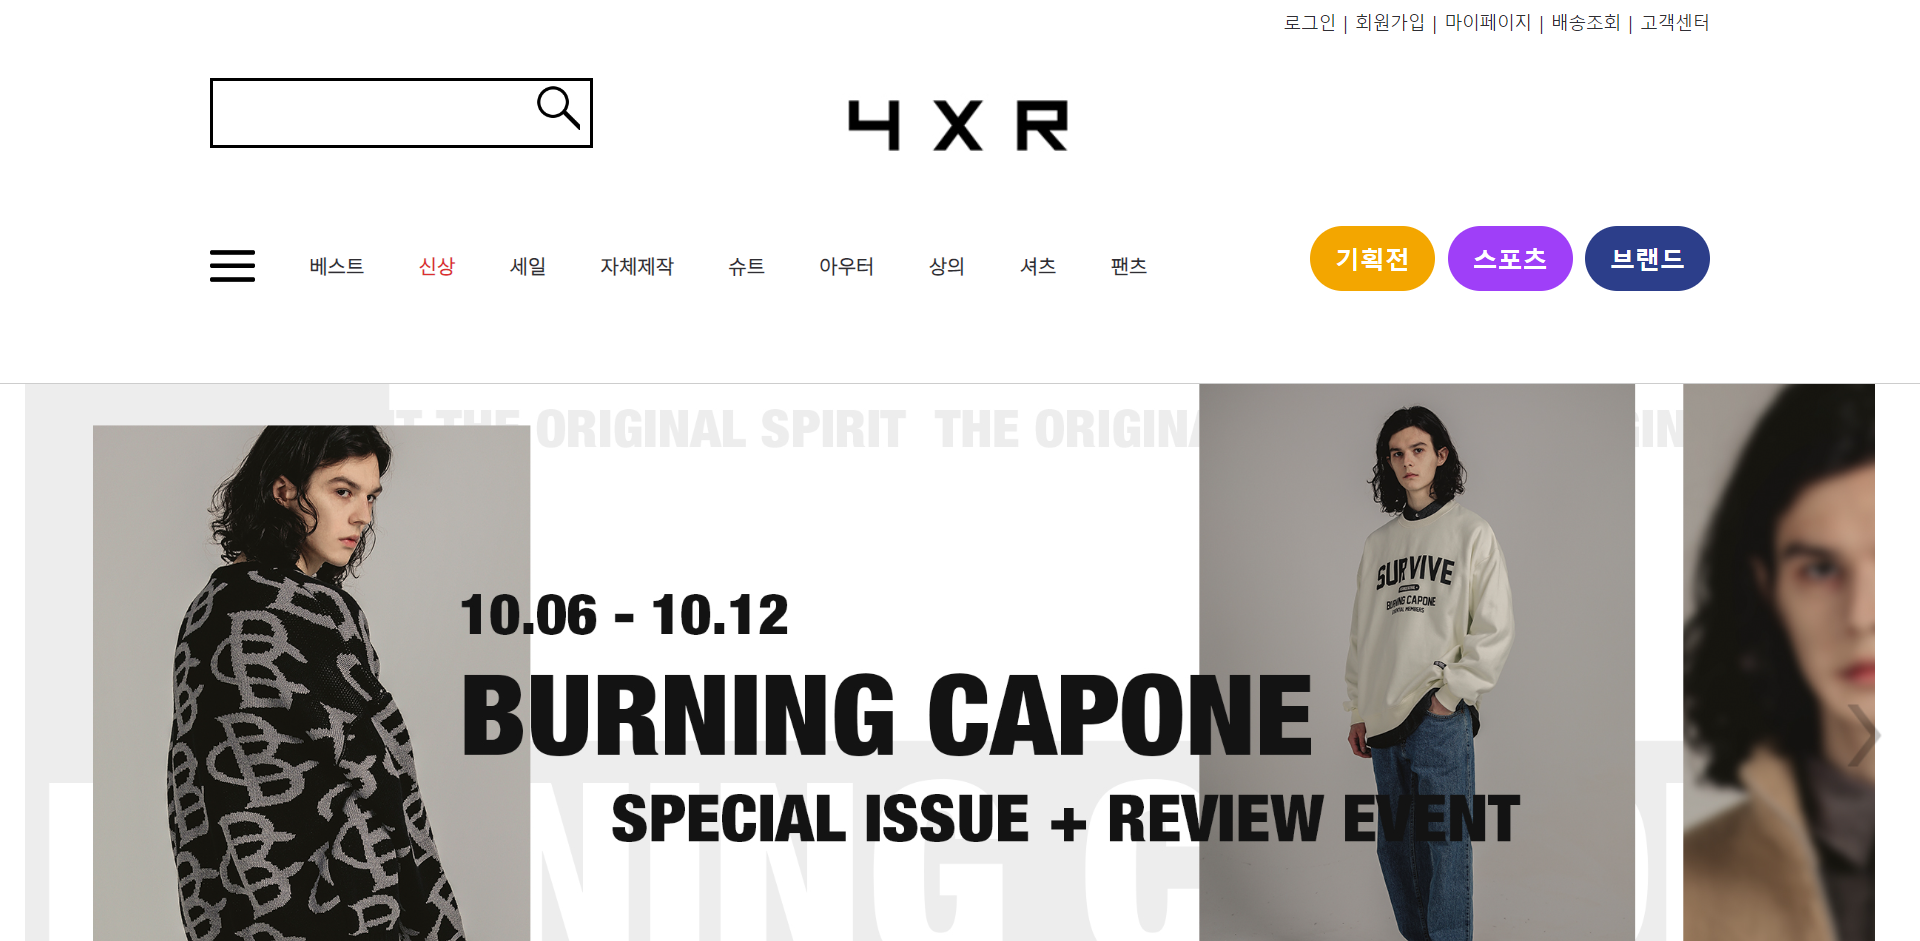 로그인 | 회원가입 | 마이페이지 | 배송조회 | 고객센터
4XR
베스트 신상 세일 자체제작 슈트 아우터 상의 셔츠 팬츠
기획전 스포츠 브랜드
THE ORIGINAL SPIRIT THE ORIGINA
10.06 - 10.12
BURNING CAPONE
SPECIAL ISSUE + REVIEW EVENT
SURVIVE
BURNING CAPONE